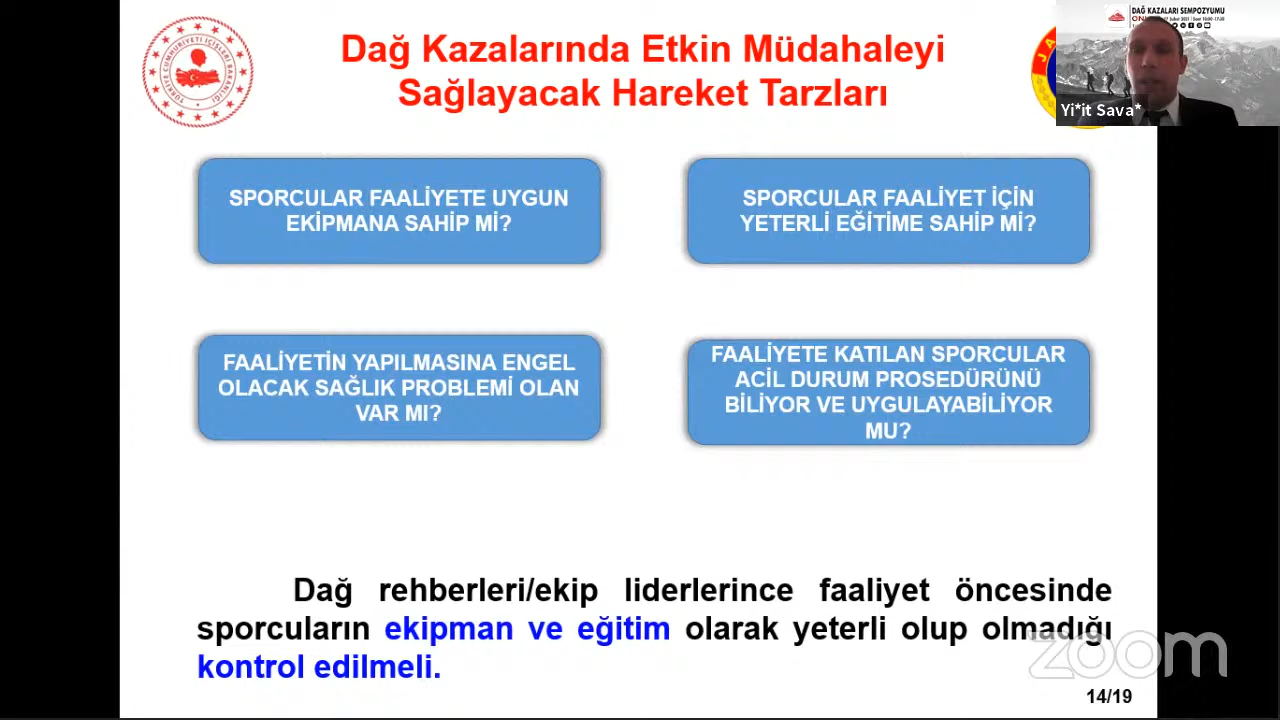 Dağ Kazalarında Etkin Müdahaleyi
Sağlayacak Hareket Tarzları
DAĞ KAZALARI SEMPOZYUMU
Yi*it Sava*
SPORCULAR FAALİYETE UYGUN
EKİPMANA SAHİP Mİ?
SPORCULAR FAALİYET İÇİN
YETERLİ EĞİTİME SAHİP Mİ?
FAALİYETİN YAPILMASINA ENGEL
OLACAK SAĞLIK PROBLEMİ OLAN
VAR MI?
FAALİYETE KATILAN SPORCULAR
ACİL DURUM PROSEDÜRÜNÜ
BİLİYOR VE UYGULAYABİLİYOR
MU?
Dağ rehberleri/ekip liderlerince faaliyet öncesinde
sporcuların ekipman ve eğitim olarak yeterli olup olmadığı
kontrol edilmeli.
zoom
14/19